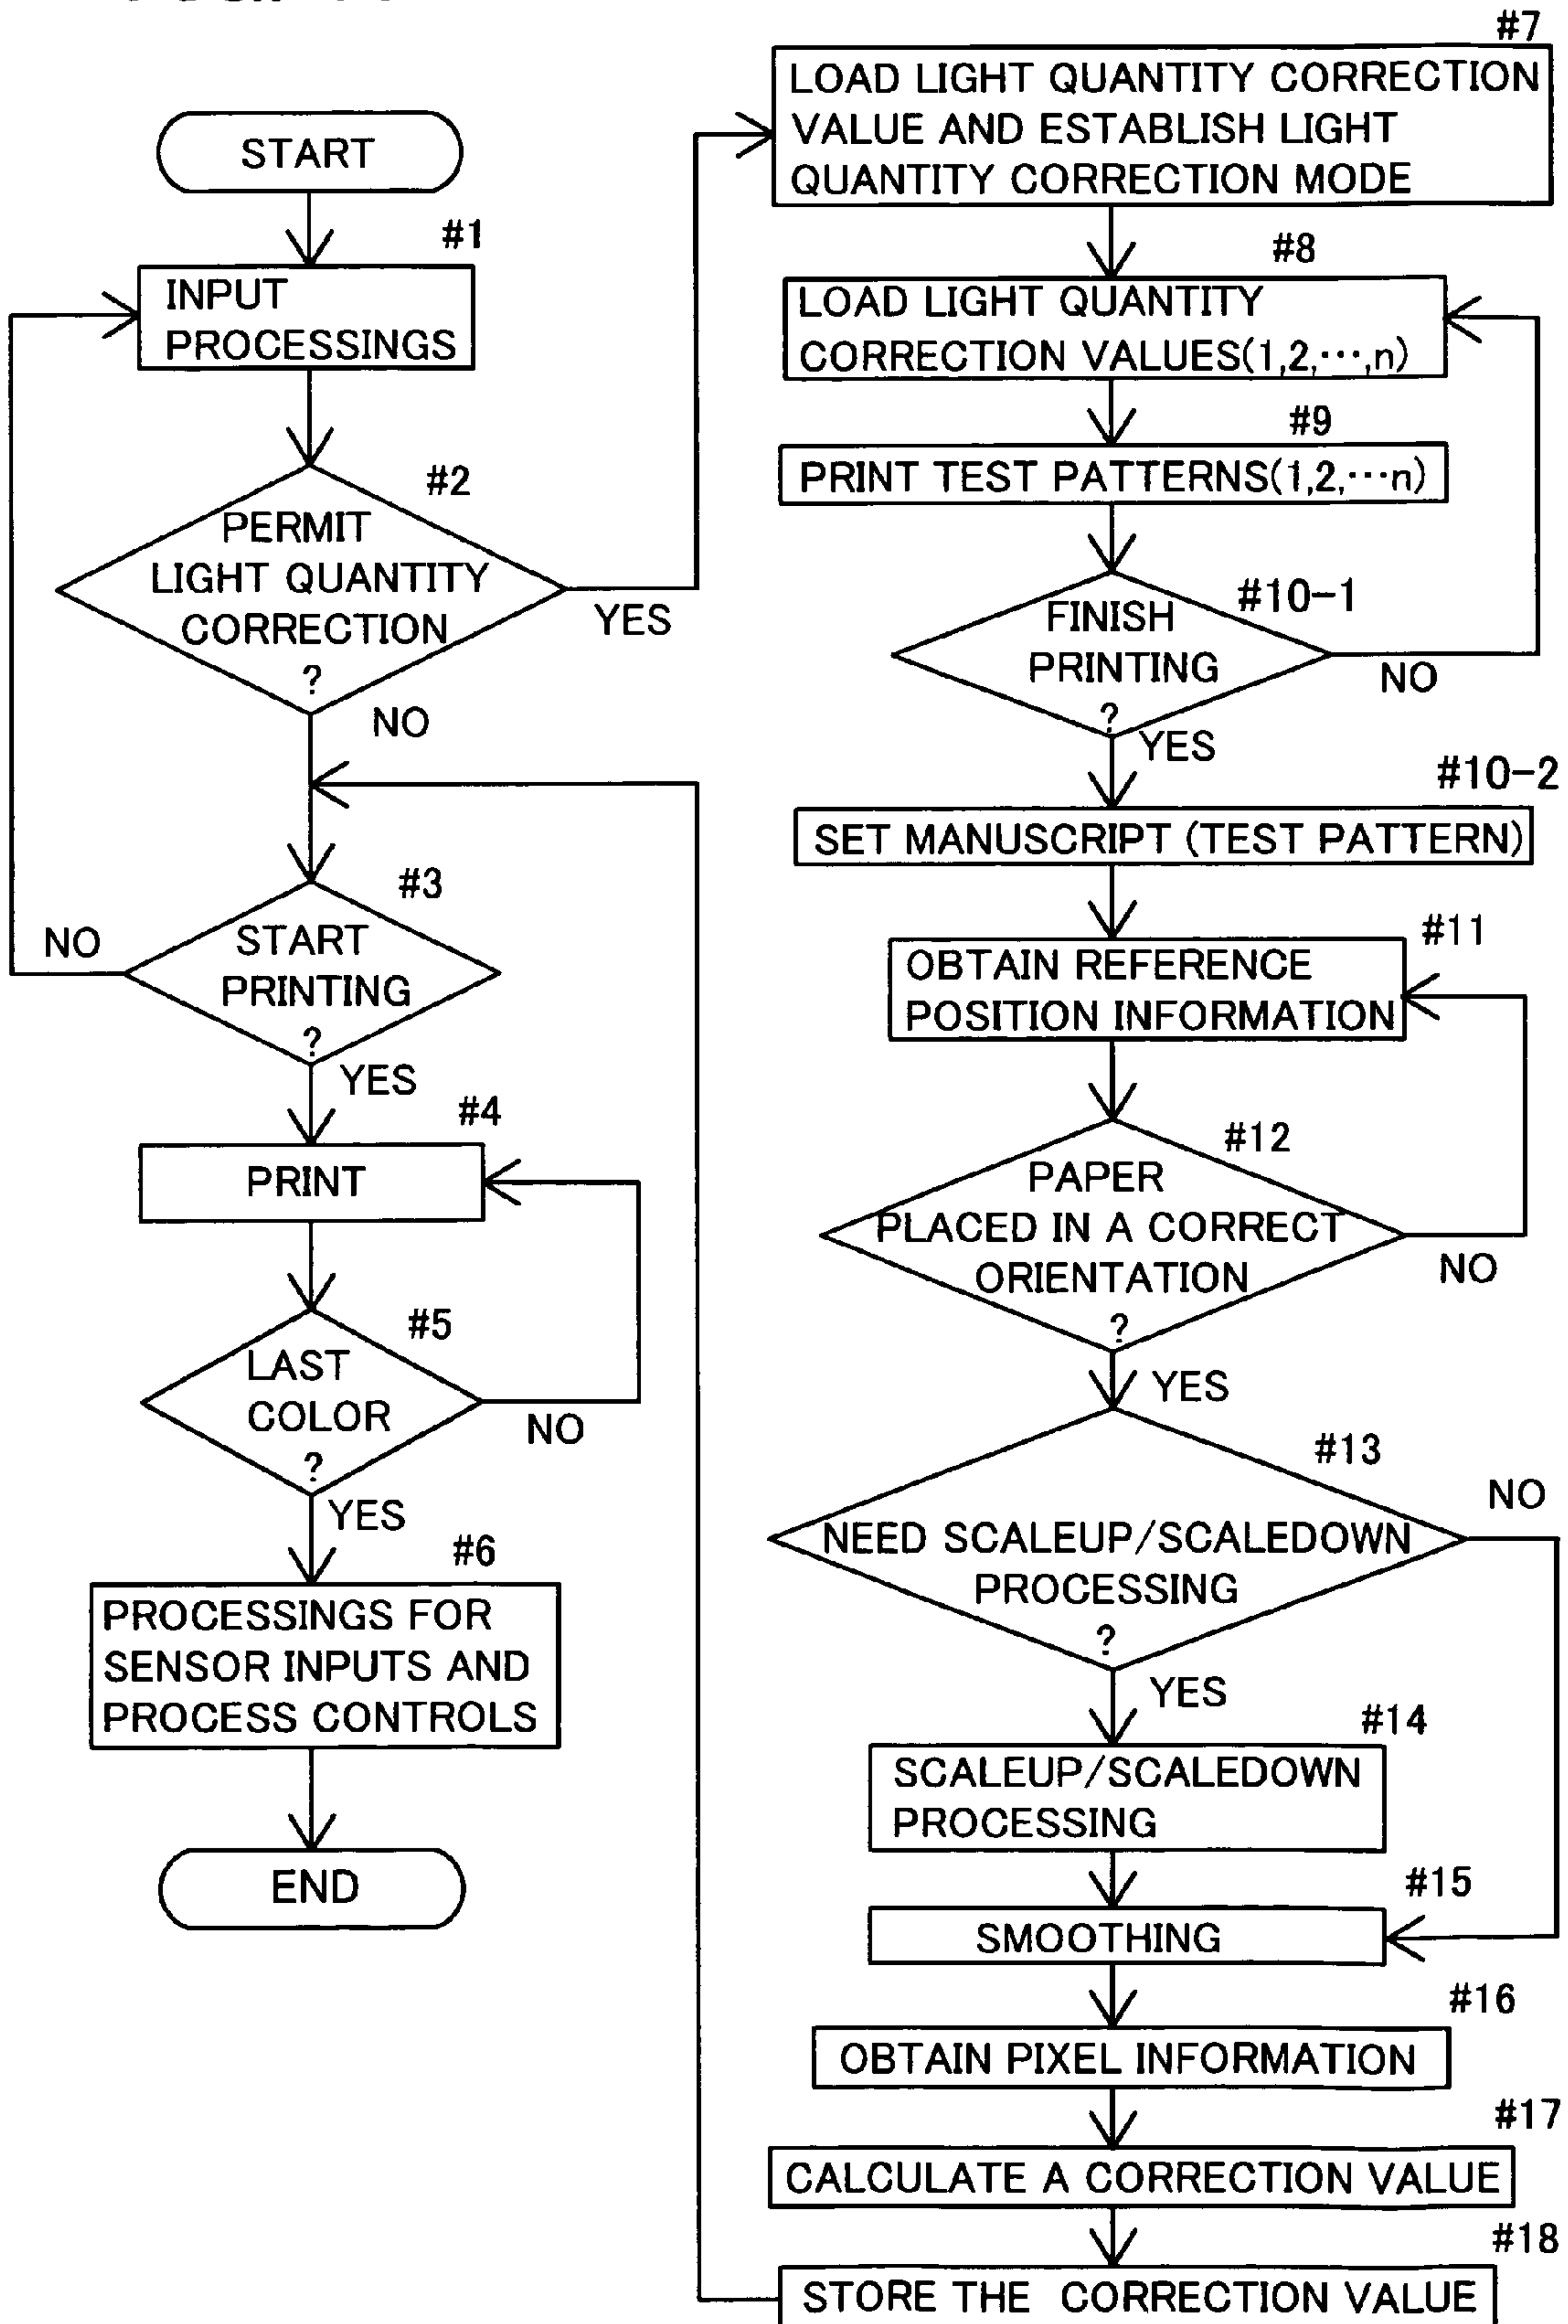 START
#1
INPUT
PROCESSINGS
#2
PERMIT
LIGHT QUANTITY
CORRECTION
?
YES
NO
#3
START
PRINTING
?
NO
YES
#4
PRINT
#5
LAST
COLOR
?
NO
YES
#6
PROCESSINGS FOR
SENSOR INPUTS AND
PROCESS CONTROLS
END
#7
LOAD LIGHT QUANTITY CORRECTION
VALUE AND ESTABLISH LIGHT
QUANTITY CORRECTION MODE
#8
LOAD LIGHT QUANTITY
CORRECTION VALUES(1,2,···,n)
#9
PRINT TEST PATTERNS(1,2,···n)
#10-1
FINISH
PRINTING
?
NO
YES
#10-2
SET MANUSCRIPT (TEST PATTERN)
#11
OBTAIN REFERENCE
POSITION INFORMATION
#12
PAPER
PLACED IN A CORRECT
ORIENTATION
?
NO
YES
#13
NO
NEED SCALEUP/SCALEDOWN
PROCESSING
?
YES
#14
SCALEUP/SCALEDOWN
PROCESSING
#15
SMOOTHING
#16
OBTAIN PIXEL INFORMATION
#17
CALCULATE A CORRECTION VALUE
#18
STORE THE CORRECTION VALUE